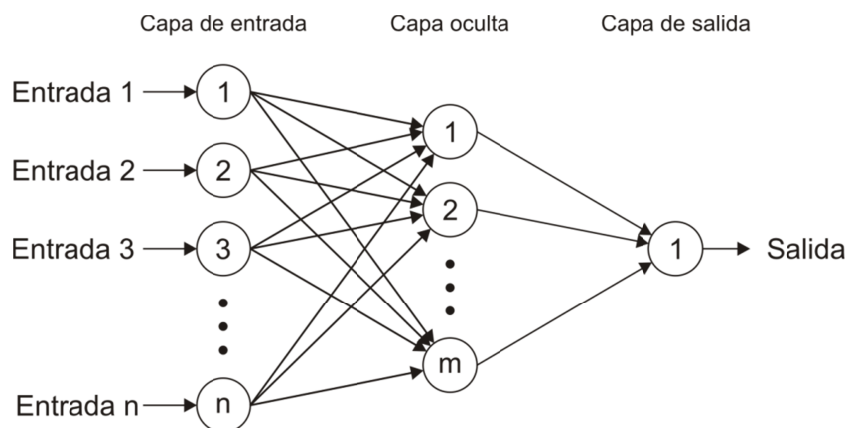 Capa de entrada Capa oculta Capa de salida
Entrada 1 1
1
Entrada 2 2
2
Entrada 3 3 1 Salida
m
Entrada n n